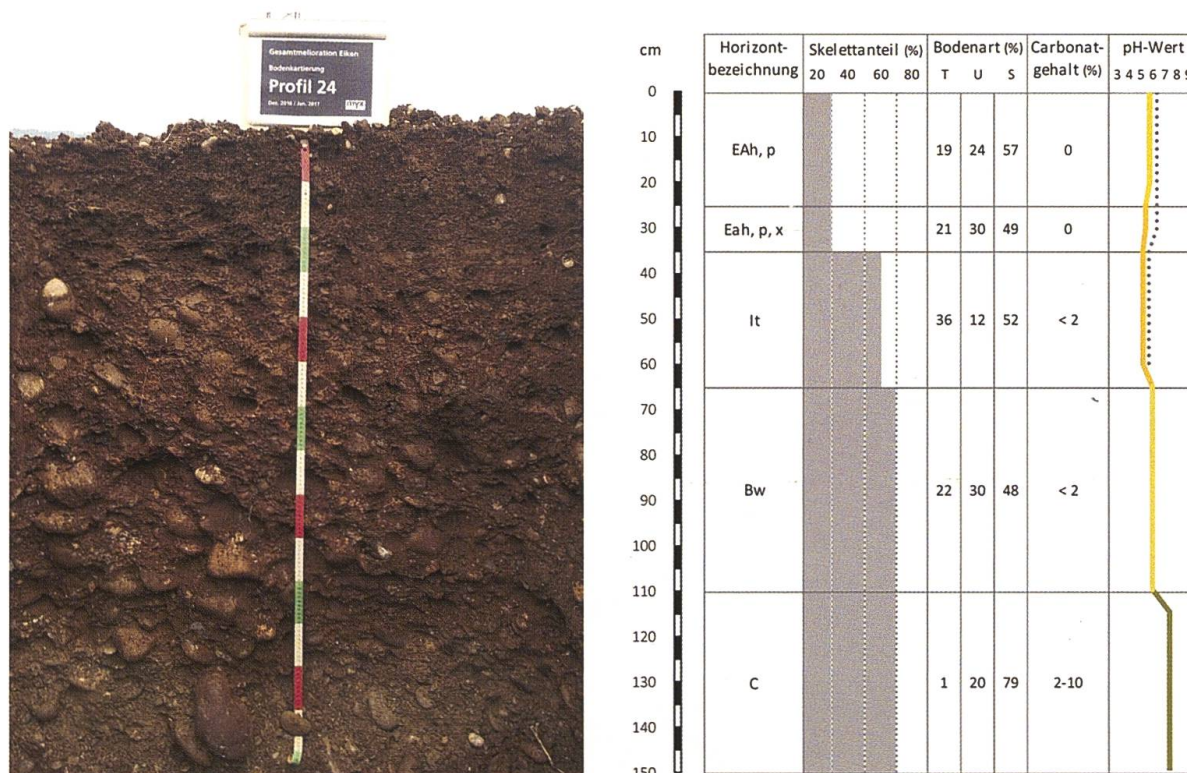 Gesamtmelioration Eiken
Bodenkartierung
Profil 24
Dez. 2016 / Jan. 2017
myx
cm
Horizont-
bezeichnung
Skelettanteil (%)
20 40 60 80
Bodenart (%)
T U S
Carbonat-
gehalt (%)
pH-Wert
3 4 5 6 7 8 9
0
10
20
30
40
50
60
70
80
90
100
110
120
130
140
150
EAh, p 19 24 57 0
Eah, p, x 21 30 49 0
It 36 12 52 < 2
Bw 22 30 48 < 2
C 1 20 79 2-10